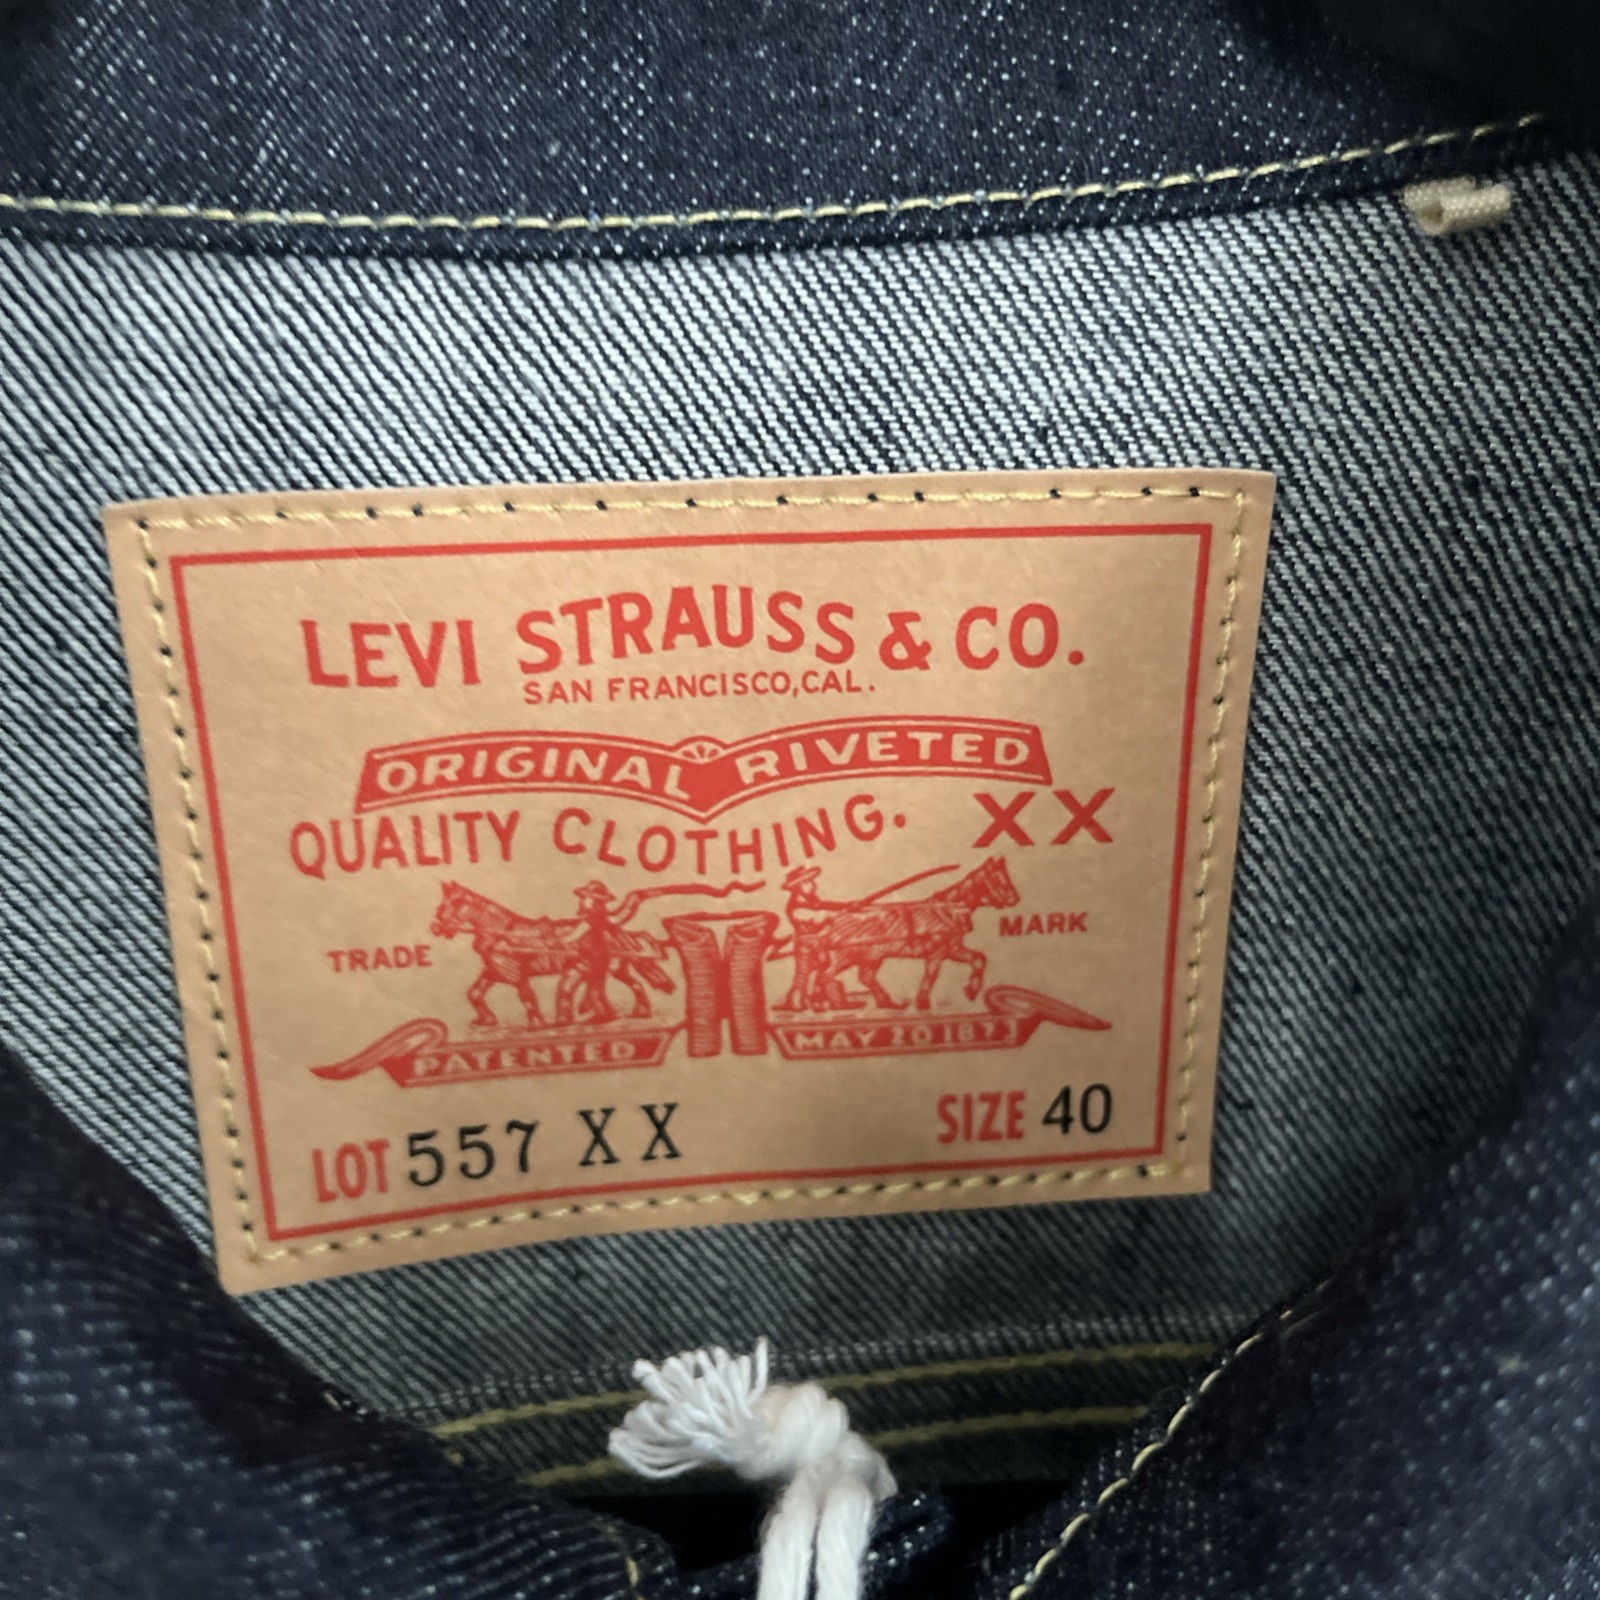 LEVI STRAUSS & CO.
SAN FRANCISCO, CAL.
ORIGINAL RIVETED
QUALITY CLOTHING. XX
TRADE MARK
PATENTED MAY 20 1873
LOT 557 XX SIZE 40